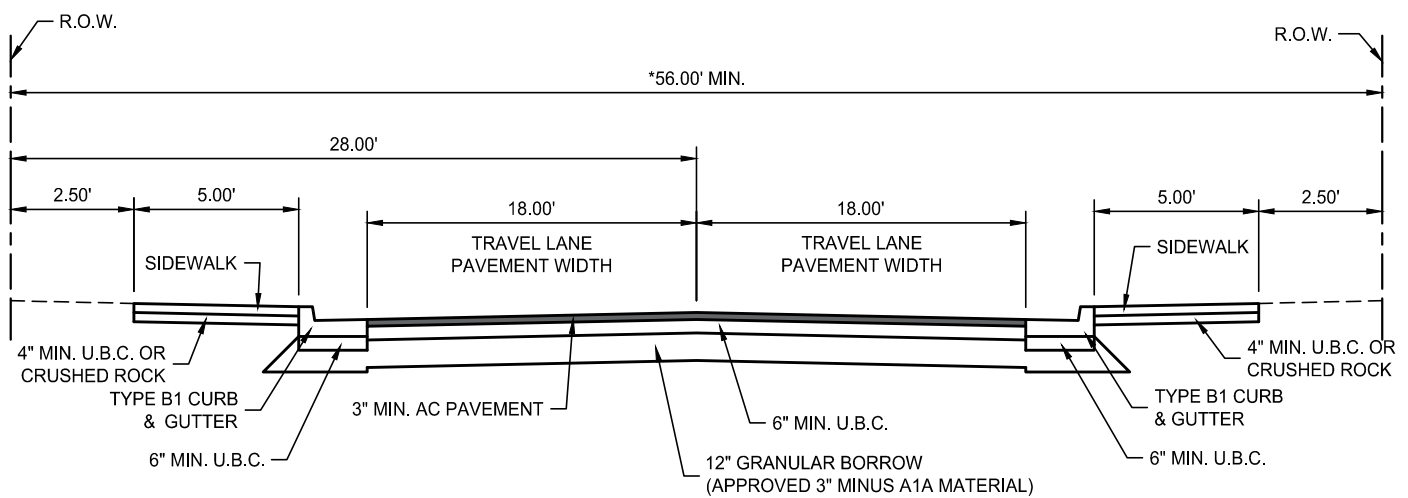 R.O.W.
R.O.W.
*56.00' MIN.
28.00'
2.50'
5.00'
18.00'
18.00'
5.00'
2.50'
TRAVEL LANE
PAVEMENT WIDTH
TRAVEL LANE
PAVEMENT WIDTH
SIDEWALK
SIDEWALK
4" MIN. U.B.C. OR
CRUSHED ROCK
4" MIN. U.B.C. OR
CRUSHED ROCK
TYPE B1 CURB
& GUTTER
3" MIN. AC PAVEMENT
6" MIN. U.B.C.
TYPE B1 CURB
& GUTTER
6" MIN. U.B.C.
12" GRANULAR BORROW
(APPROVED 3" MINUS A1A MATERIAL)
6" MIN. U.B.C.